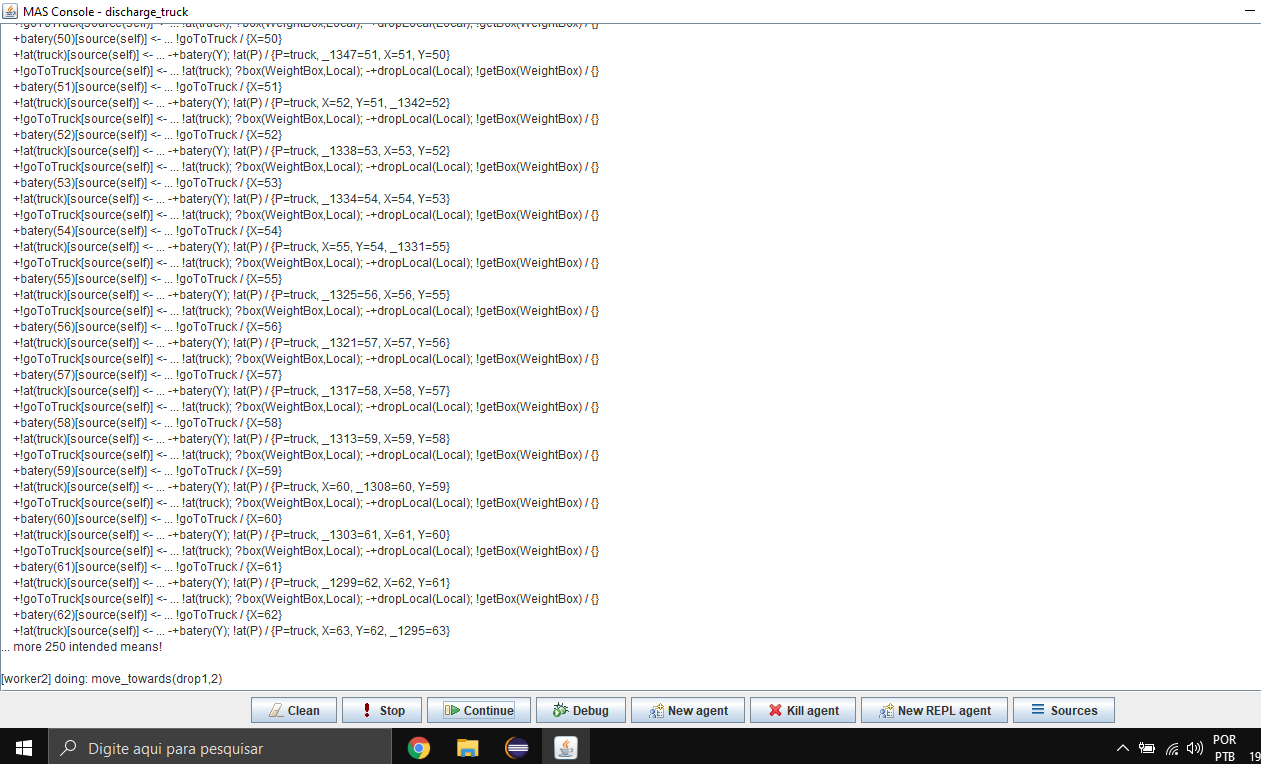 MAS Console - discharge_truck
+!goToTruck[source(self)] <- ... !at(truck); ?box(WeightBox,Local); -+dropLocal(Local); !getBox(WeightBox) / {}
+batery(50)[source(self)] <- ... !goToTruck / {X=50}
+!at(truck)[source(self)] <- ... -+batery(Y); !at(P) / {P=truck, _1347=51, X=51, Y=50}
+!goToTruck[source(self)] <- ... !at(truck); ?box(WeightBox,Local); -+dropLocal(Local); !getBox(WeightBox) / {}
+batery(51)[source(self)] <- ... !goToTruck / {X=51}
+!at(truck)[source(self)] <- ... -+batery(Y); !at(P) / {P=truck, X=52, Y=51, _1342=52}
+!goToTruck[source(self)] <- ... !at(truck); ?box(WeightBox,Local); -+dropLocal(Local); !getBox(WeightBox) / {}
+batery(52)[source(self)] <- ... !goToTruck / {X=52}
+!at(truck)[source(self)] <- ... -+batery(Y); !at(P) / {P=truck, _1338=53, X=53, Y=52}
+!goToTruck[source(self)] <- ... !at(truck); ?box(WeightBox,Local); -+dropLocal(Local); !getBox(WeightBox) / {}
+batery(53)[source(self)] <- ... !goToTruck / {X=53}
+!at(truck)[source(self)] <- ... -+batery(Y); !at(P) / {P=truck, _1334=54, X=54, Y=53}
+!goToTruck[source(self)] <- ... !at(truck); ?box(WeightBox,Local); -+dropLocal(Local); !getBox(WeightBox) / {}
+batery(54)[source(self)] <- ... !goToTruck / {X=54}
+!at(truck)[source(self)] <- ... -+batery(Y); !at(P) / {P=truck, X=55, Y=54, _1331=55}
+!goToTruck[source(self)] <- ... !at(truck); ?box(WeightBox,Local); -+dropLocal(Local); !getBox(WeightBox) / {}
+batery(55)[source(self)] <- ... !goToTruck / {X=55}
+!at(truck)[source(self)] <- ... -+batery(Y); !at(P) / {P=truck, _1325=56, X=56, Y=55}
+!goToTruck[source(self)] <- ... !at(truck); ?box(WeightBox,Local); -+dropLocal(Local); !getBox(WeightBox) / {}
+batery(56)[source(self)] <- ... !goToTruck / {X=56}
+!at(truck)[source(self)] <- ... -+batery(Y); !at(P) / {P=truck, _1321=57, X=57, Y=56}
+!goToTruck[source(self)] <- ... !at(truck); ?box(WeightBox,Local); -+dropLocal(Local); !getBox(WeightBox) / {}
+batery(57)[source(self)] <- ... !goToTruck / {X=57}
+!at(truck)[source(self)] <- ... -+batery(Y); !at(P) / {P=truck, _1317=58, X=58, Y=57}
+!goToTruck[source(self)] <- ... !at(truck); ?box(WeightBox,Local); -+dropLocal(Local); !getBox(WeightBox) / {}
+batery(58)[source(self)] <- ... !goToTruck / {X=58}
+!at(truck)[source(self)] <- ... -+batery(Y); !at(P) / {P=truck, _1313=59, X=59, Y=58}
+!goToTruck[source(self)] <- ... !at(truck); ?box(WeightBox,Local); -+dropLocal(Local); !getBox(WeightBox) / {}
+batery(59)[source(self)] <- ... !goToTruck / {X=59}
+!at(truck)[source(self)] <- ... -+batery(Y); !at(P) / {P=truck, X=60, _1308=60, Y=59}
+!goToTruck[source(self)] <- ... !at(truck); ?box(WeightBox,Local); -+dropLocal(Local); !getBox(WeightBox) / {}
+batery(60)[source(self)] <- ... !goToTruck / {X=60}
+!at(truck)[source(self)] <- ... -+batery(Y); !at(P) / {P=truck, _1303=61, X=61, Y=60}
+!goToTruck[source(self)] <- ... !at(truck); ?box(WeightBox,Local); -+dropLocal(Local); !getBox(WeightBox) / {}
+batery(61)[source(self)] <- ... !goToTruck / {X=61}
+!at(truck)[source(self)] <- ... -+batery(Y); !at(P) / {P=truck, _1299=62, X=62, Y=61}
+!goToTruck[source(self)] <- ... !at(truck); ?box(WeightBox,Local); -+dropLocal(Local); !getBox(WeightBox) / {}
+batery(62)[source(self)] <- ... !goToTruck / {X=62}
+!at(truck)[source(self)] <- ... -+batery(Y); !at(P) / {P=truck, X=63, Y=62, _1295=63}
... more 250 intended means!
[worker2] doing: move_towards(drop1,2)
Clean Stop Continue Debug New agent Kill agent New REPL agent Sources
Digite aqui para pesquisar
POR
PTB 19